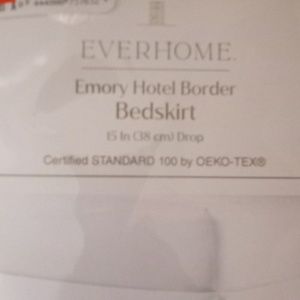 EVERHOME.
Emory Hotel Border
Bedskirt
15 In (38 cm) Drop
Certified STANDARD 100 by OEKO-TEX®